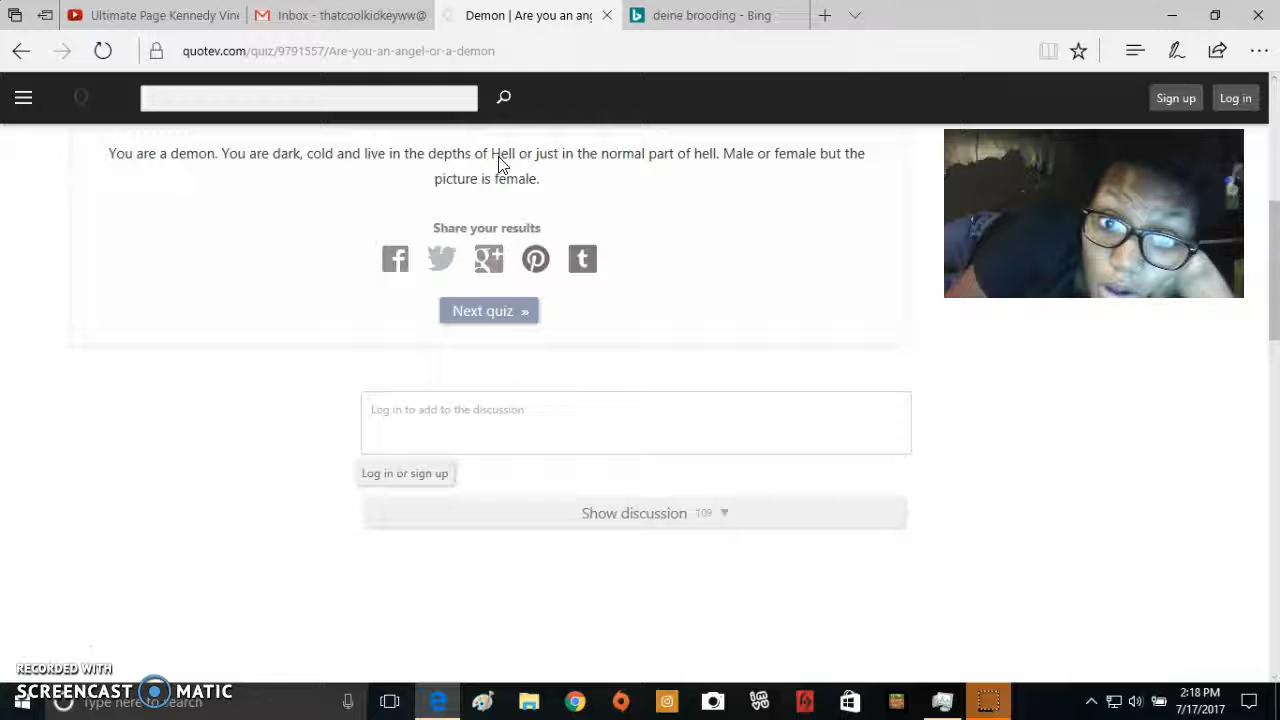 Ultimate Page Kennedy Vine
Inbox - thatcoolkidkeyww@
Demon | Are you an ang
deine brooding - Bing
quotev.com/quiz/9791557/Are-you-an-angel-or-a-demon
Q
Sign up
Log in
You are a demon. You are dark, cold and live in the depths of Hell or just in the normal part of hell. Male or female but the
picture is female.
Share your results
Next quiz »
Log in to add to the discussion
Log in or sign up
Show discussion 109 ▼
RECORDED WITH
SCREENCAST MATIC
Type here to search
2:18 PM
7/17/2017